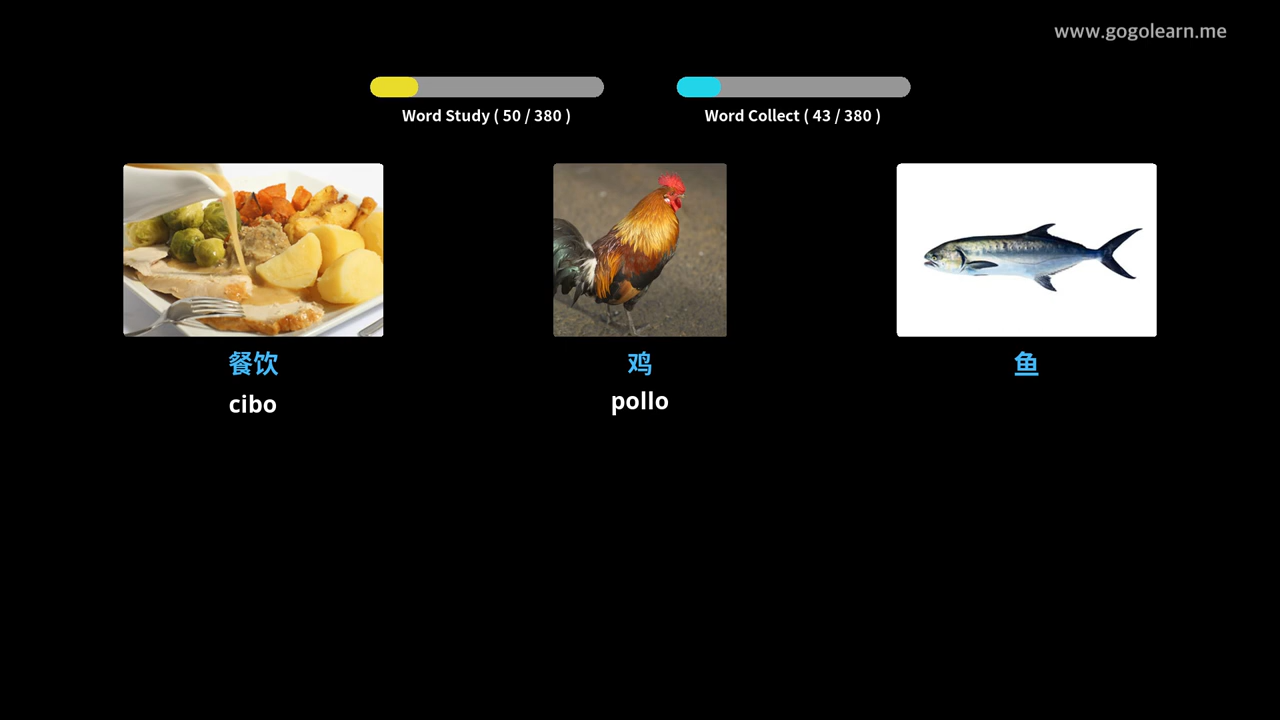 www.gogolearn.me
Word Study ( 50 / 380 )
Word Collect ( 43 / 380 )
餐饮
鸡
鱼
cibo
pollo